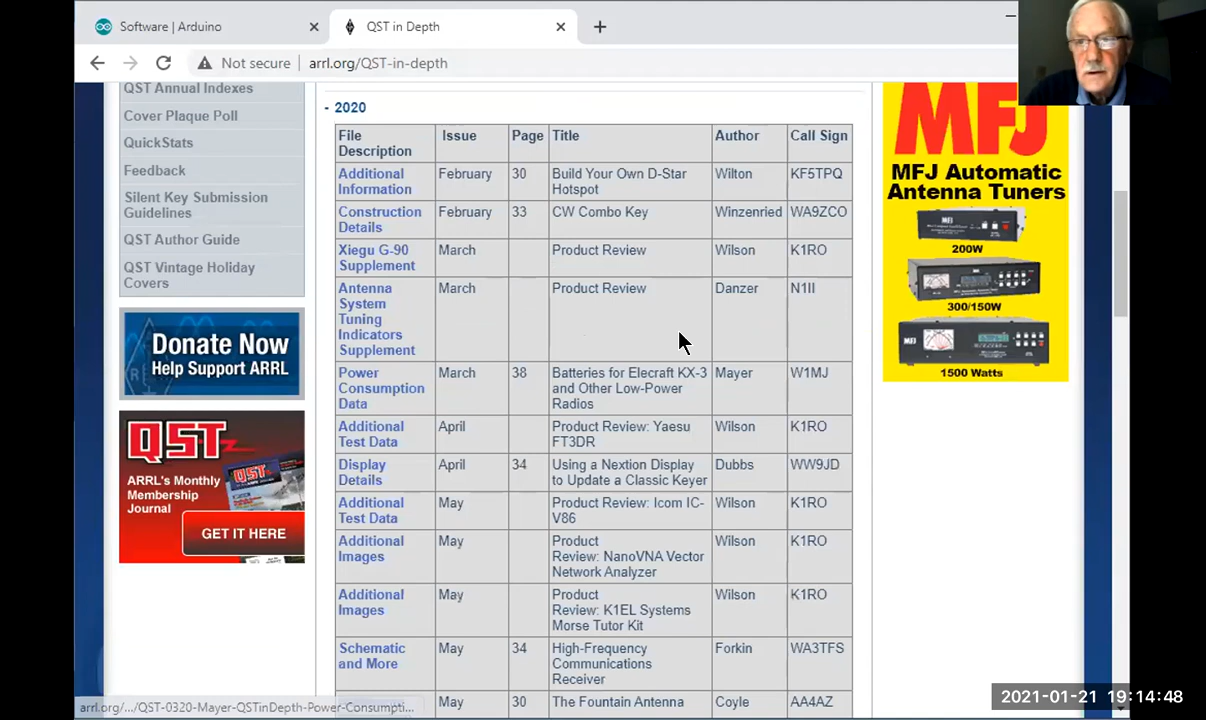 Software | Arduino
QST in Depth
Not secure
arrl.org/QST-in-depth
QST Annual Indexes
Cover Plaque Poll
QuickStats
Feedback
Silent Key Submission
Guidelines
QST Author Guide
QST Vintage Holiday
Covers
Donate Now
Help Support ARRL
QST
ARRL's Monthly
Membership
Journal
QST
GET IT HERE
- 2020
File Description Issue Page Title Author Call Sign
Additional Information February 30 Build Your Own D-Star Hotspot Wilton KF5TPQ
Construction Details February 33 CW Combo Key Winzenried WA9ZCO
Xiegu G-90 Supplement March Product Review Wilson K1RO
Antenna System Tuning Indicators Supplement March Product Review Danzer N1II
Power Consumption Data March 38 Batteries for Elecraft KX-3 and Other Low-Power Radios Mayer W1MJ
Additional Test Data April Product Review: Yaesu FT3DR Wilson K1RO
Display Details April 34 Using a Nextion Display to Update a Classic Keyer Dubbs WW9JD
Additional Test Data May Product Review: Icom IC-V86 Wilson K1RO
Additional Images May Product Review: NanoVNA Vector Network Analyzer Wilson K1RO
Additional Images May Product Review: K1EL Systems Morse Tutor Kit Wilson K1RO
Schematic and More May 34 High-Frequency Communications Receiver Forkin WA3TFS
May 30 The Fountain Antenna Coyle AA4AZ
MFJ
MFJ Automatic
Antenna Tuners
200W
300/150W
1500 Watts
arrl.org/.../QST-0320-Mayer-QSTinDepth-Power-Consumpti...
2021-01-21 19:14:48